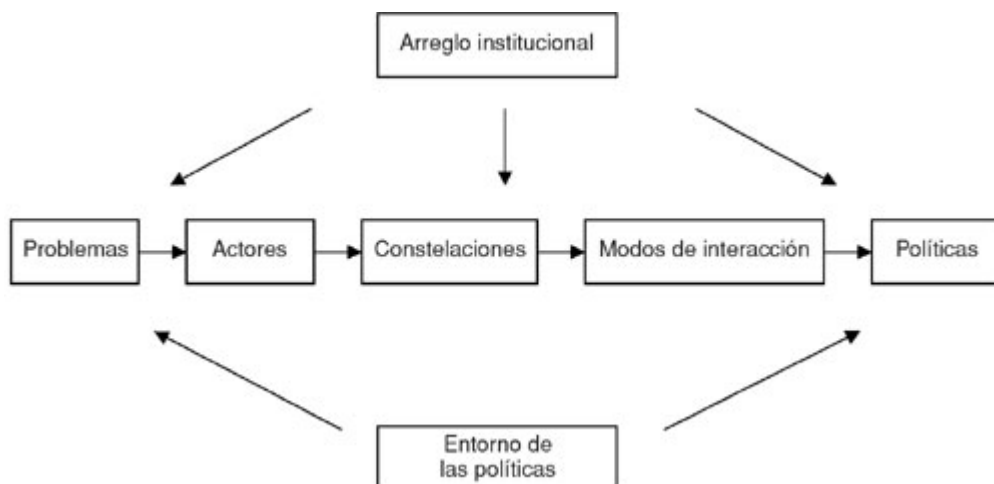 Arreglo institucional
Problemas
Actores
Constelaciones
Modos de interacción
Políticas
Entorno de
las políticas